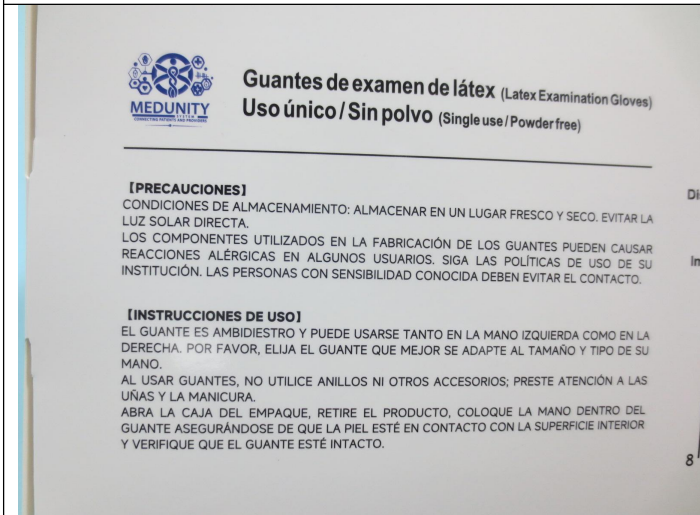 MEDUNITY
SYSTEM
CONNECTING PATIENTS AND PROVIDERS
Guantes de examen de látex (Latex Examination Gloves)
Uso único / Sin polvo (Single use / Powder free)
【PRECAUCIONES】
CONDICIONES DE ALMACENAMIENTO: ALMACENAR EN UN LUGAR FRESCO Y SECO. EVITAR LA
LUZ SOLAR DIRECTA.
LOS COMPONENTES UTILIZADOS EN LA FABRICACIÓN DE LOS GUANTES PUEDEN CAUSAR
REACCIONES ALÉRGICAS EN ALGUNOS USUARIOS. SIGA LAS POLÍTICAS DE USO DE SU
INSTITUCIÓN. LAS PERSONAS CON SENSIBILIDAD CONOCIDA DEBEN EVITAR EL CONTACTO.
【INSTRUCCIONES DE USO】
EL GUANTE ES AMBIDIESTRO Y PUEDE USARSE TANTO EN LA MANO IZQUIERDA COMO EN LA
DERECHA. POR FAVOR, ELIJA EL GUANTE QUE MEJOR SE ADAPTE AL TAMAÑO Y TIPO DE SU
MANO.
AL USAR GUANTES, NO UTILICE ANILLOS NI OTROS ACCESORIOS; PRESTE ATENCIÓN A LAS
UÑAS Y LA MANICURA.
ABRA LA CAJA DEL EMPAQUE, RETIRE EL PRODUCTO, COLOQUE LA MANO DENTRO DEL
GUANTE ASEGURÁNDOSE DE QUE LA PIEL ESTÉ EN CONTACTO CON LA SUPERFICIE INTERIOR
Y VERIFIQUE QUE EL GUANTE ESTÉ INTACTO.
8